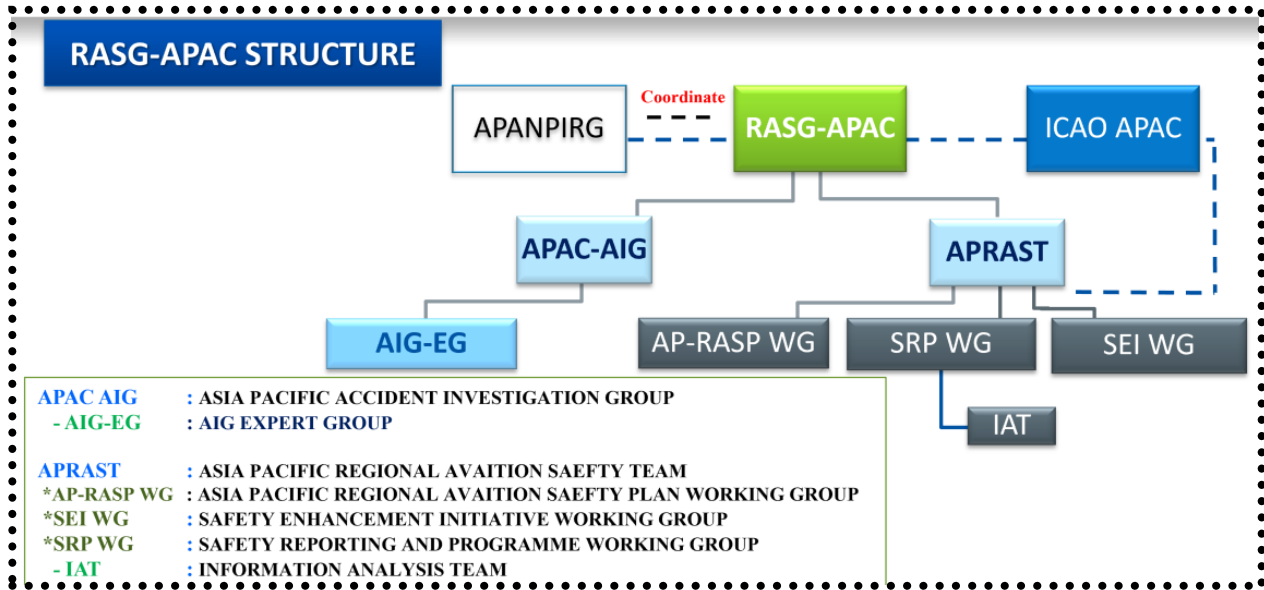 RASG-APAC STRUCTURE
Coordinate
APANPIRG
RASG-APAC
ICAO APAC
APAC-AIG
APRAST
AIG-EG
AP-RASP WG
SRP WG
SEI WG
IAT
APAC AIG : ASIA PACIFIC ACCIDENT INVESTIGATION GROUP
- AIG-EG : AIG EXPERT GROUP
APRAST : ASIA PACIFIC REGIONAL AVAITION SAEFTY TEAM
*AP-RASP WG : ASIA PACIFIC REGIONAL AVAITION SAEFTY PLAN WORKING GROUP
*SEI WG : SAFETY ENHANCEMENT INITIATIVE WORKING GROUP
*SRP WG : SAFETY REPORTING AND PROGRAMME WORKING GROUP
- IAT : INFORMATION ANALYSIS TEAM